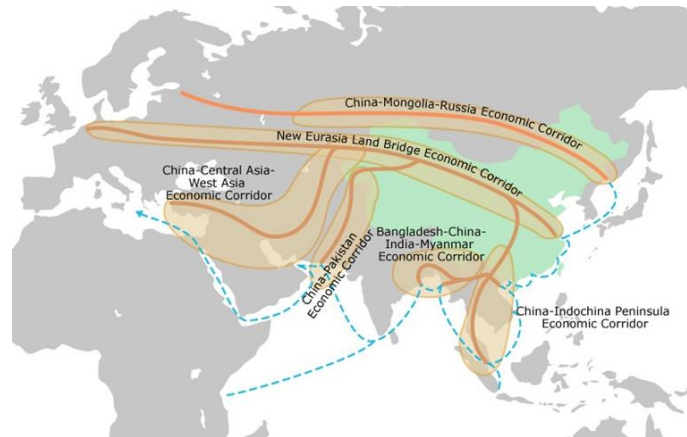 China-Mongolia-Russia Economic Corridor
New Eurasia Land Bridge Economic Corridor
China-Central Asia-
West Asia
Economic Corridor
China-Pakistan
Economic Corridor
Bangladesh-China-
India-Myanmar
Economic Corridor
China-Indochina Peninsula
Economic Corridor